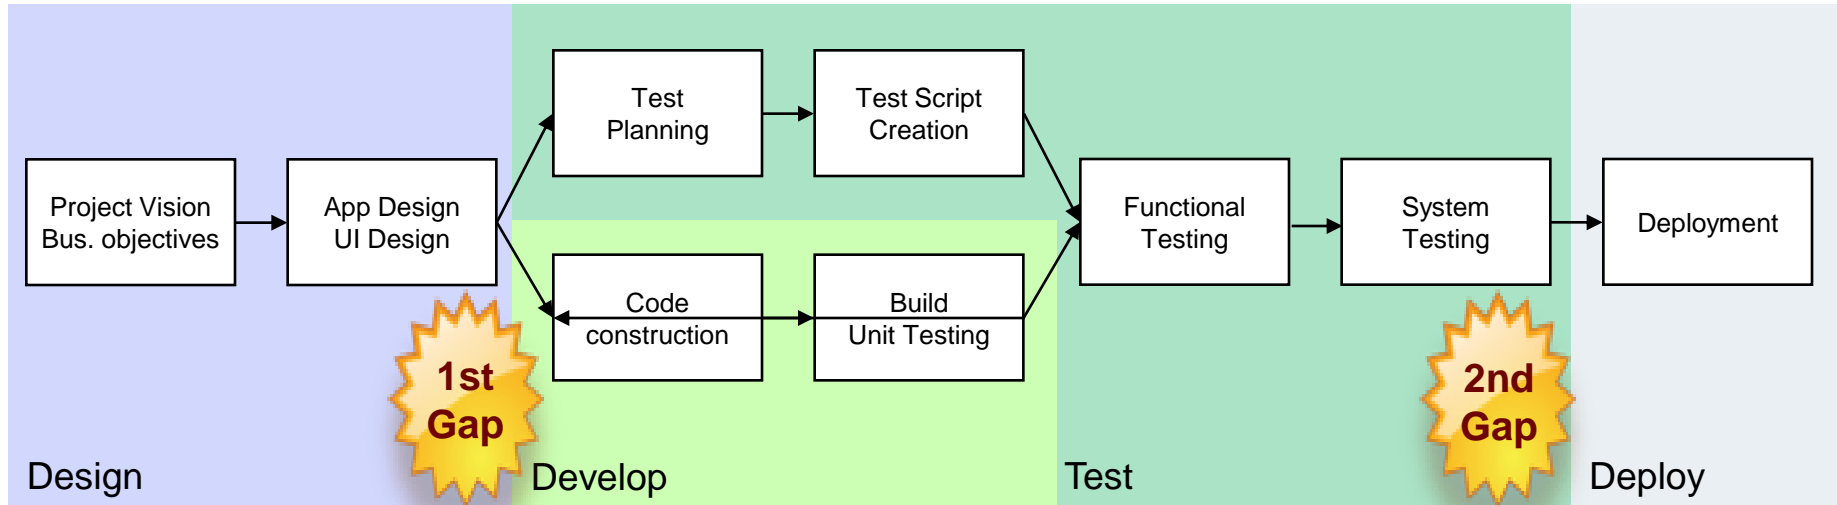 Project Vision
Bus. objectives
App Design
UI Design
Test
Planning
Test Script
Creation
Code
construction
Build
Unit Testing
Functional
Testing
System
Testing
Deployment
1st
Gap
2nd
Gap
Design
Develop
Test
Deploy